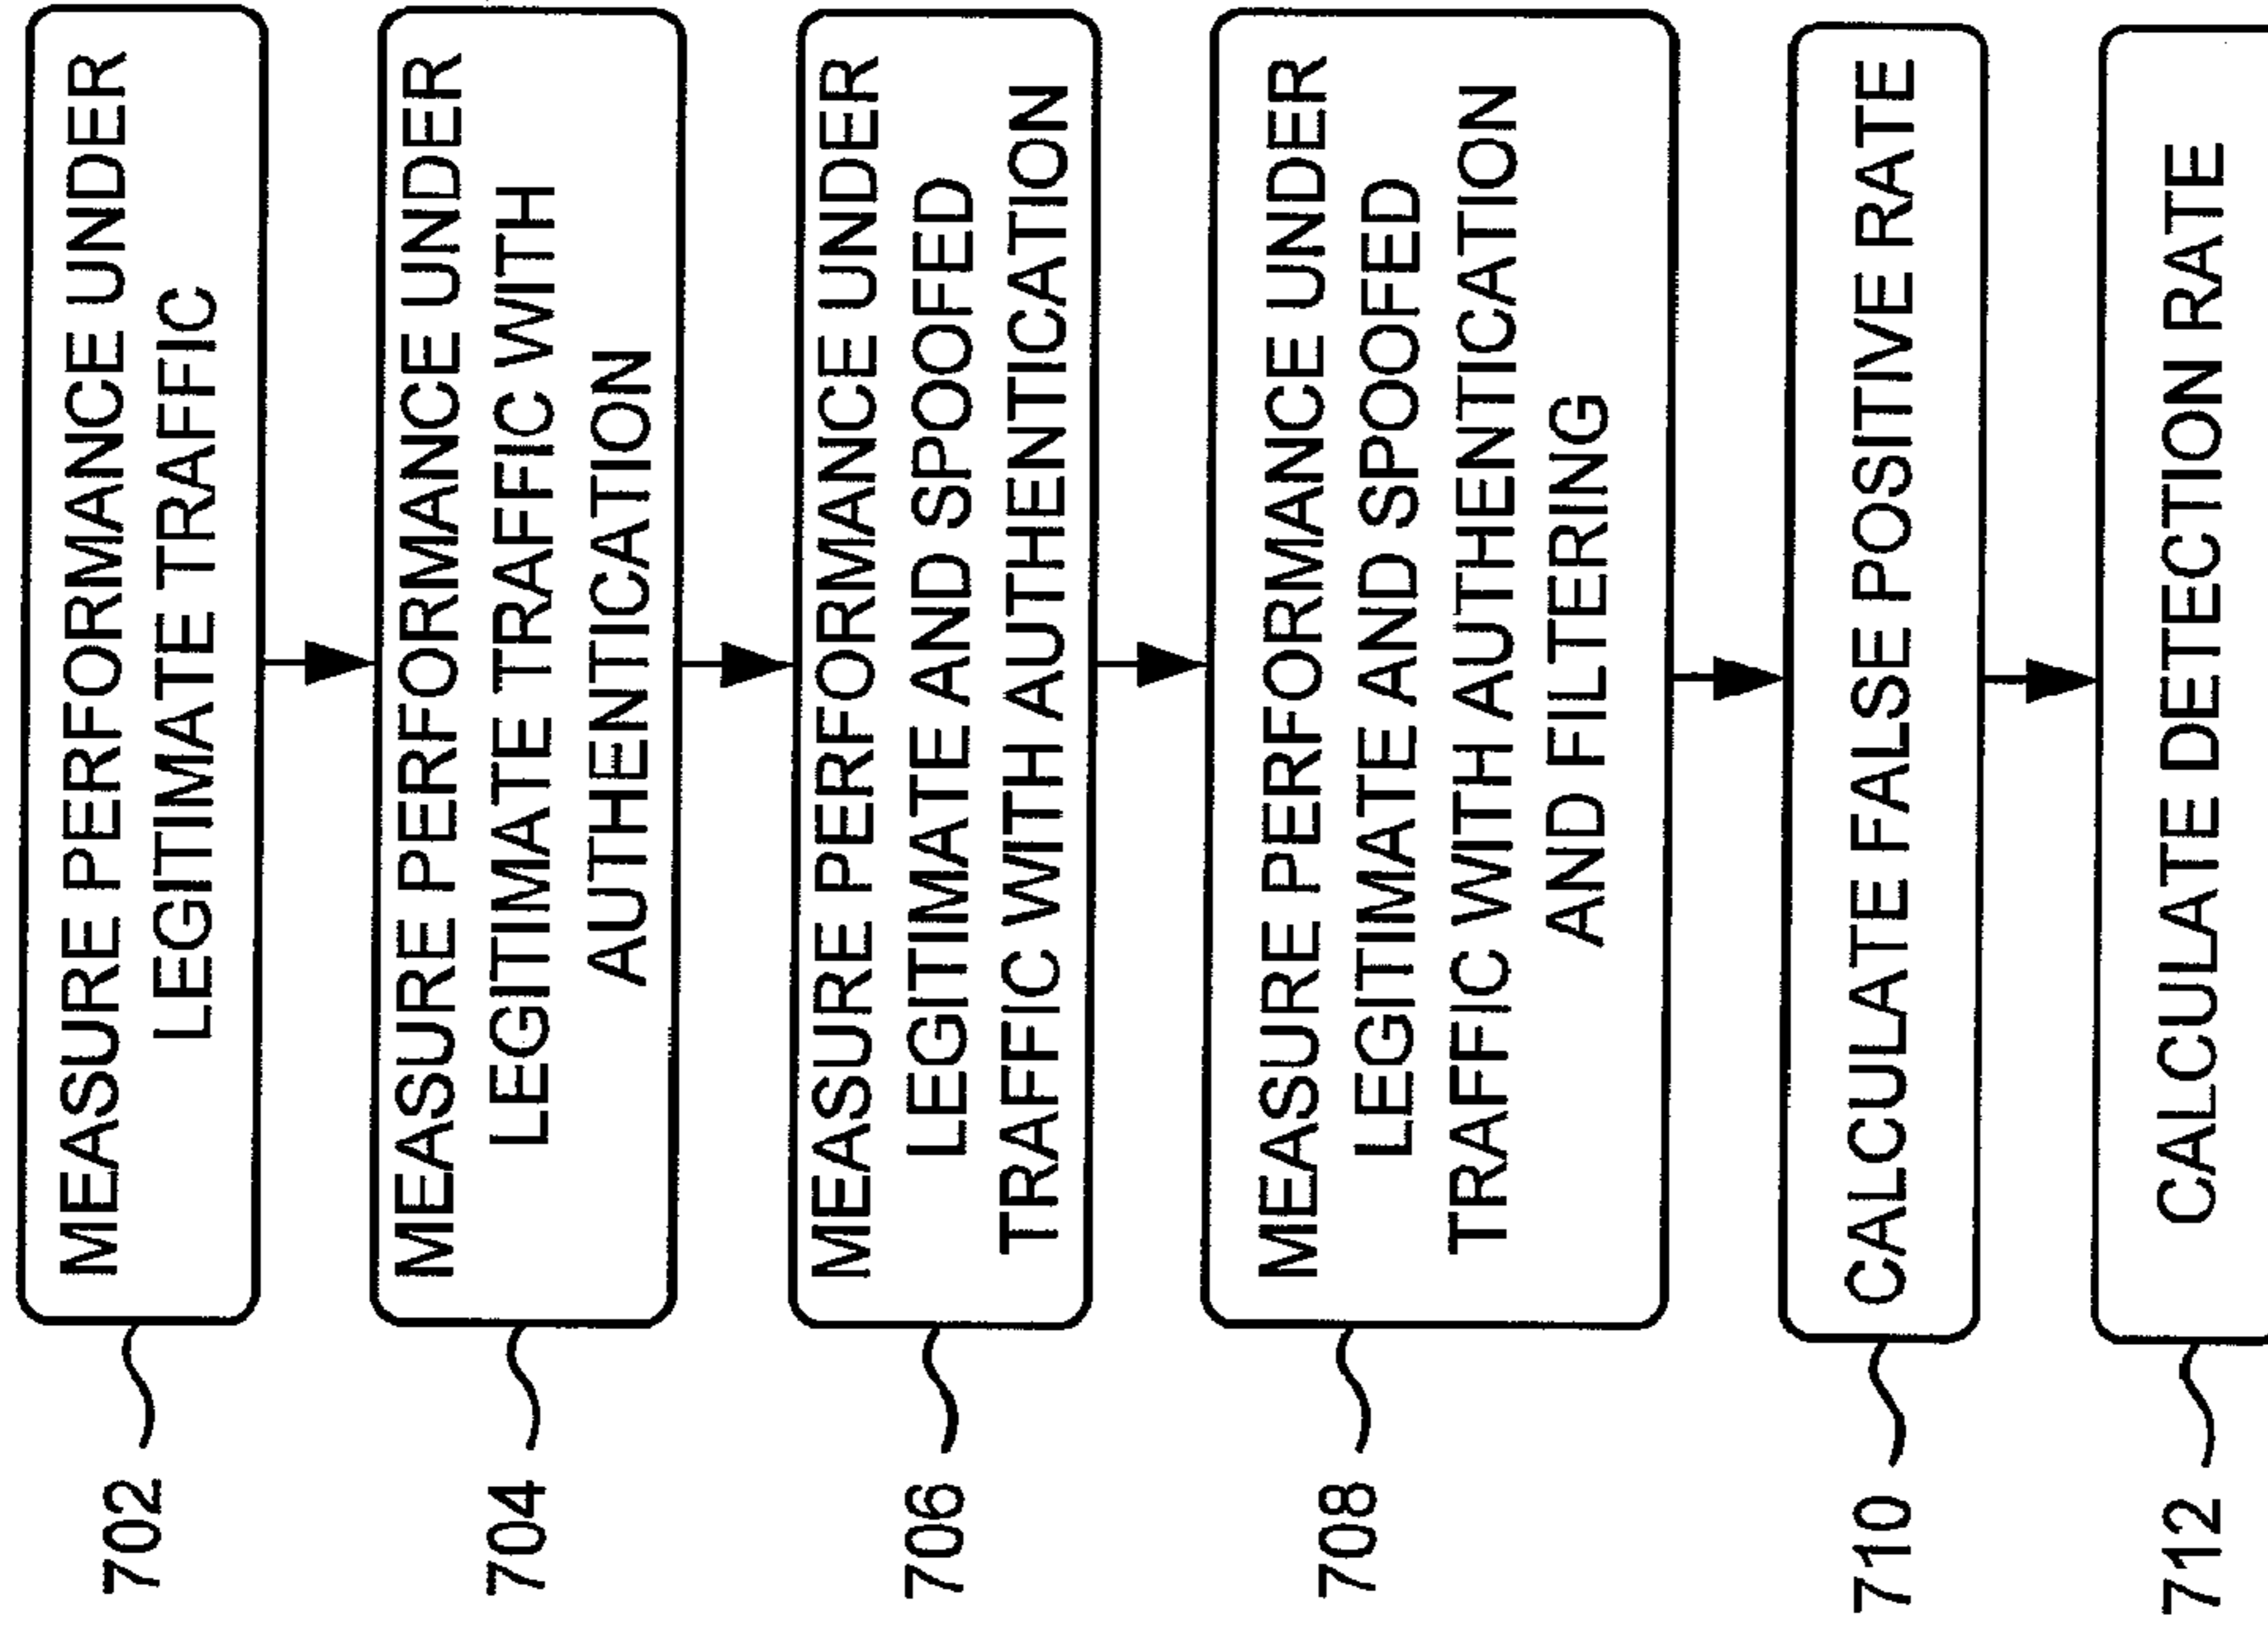 702
MEASURE PERFORMANCE UNDER
LEGITIMATE TRAFFIC
704
MEASURE PERFORMANCE UNDER
LEGITIMATE TRAFFIC WITH
AUTHENTICATION
706
MEASURE PERFORMANCE UNDER
LEGITIMATE AND SPOOFED
TRAFFIC WITH AUTHENTICATION
708
MEASURE PERFORMANCE UNDER
LEGITIMATE AND SPOOFED
TRAFFIC WITH AUTHENTICATION
AND FILTERING
710
CALCULATE FALSE POSITIVE RATE
712
CALCULATE DETECTION RATE